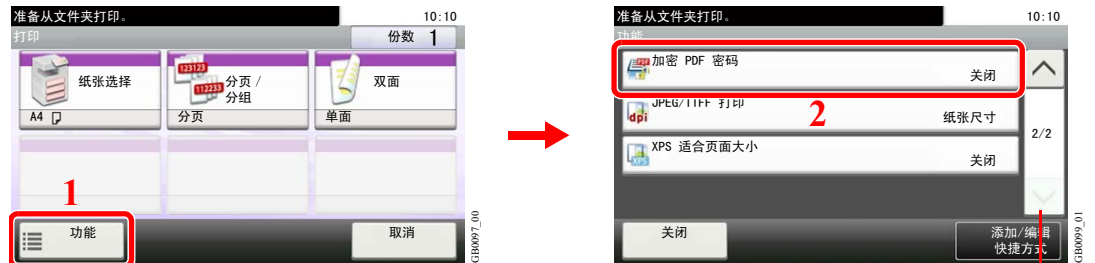 准备从文件夹打印。 10:10
打印 份数 1
纸张选择
A4
123123
112233
分页 /
分组
分页
双面
单面
1
功能
取消
GB0097_00
准备从文件夹打印。 10:10
功能
PDF
加密 PDF 密码
关闭
dpi
JPEG/TIFF 打印
2
纸张尺寸
XPS
XPS 适合页面大小
关闭
2/2
关闭
添加/编辑
快捷方式
GB0099_01